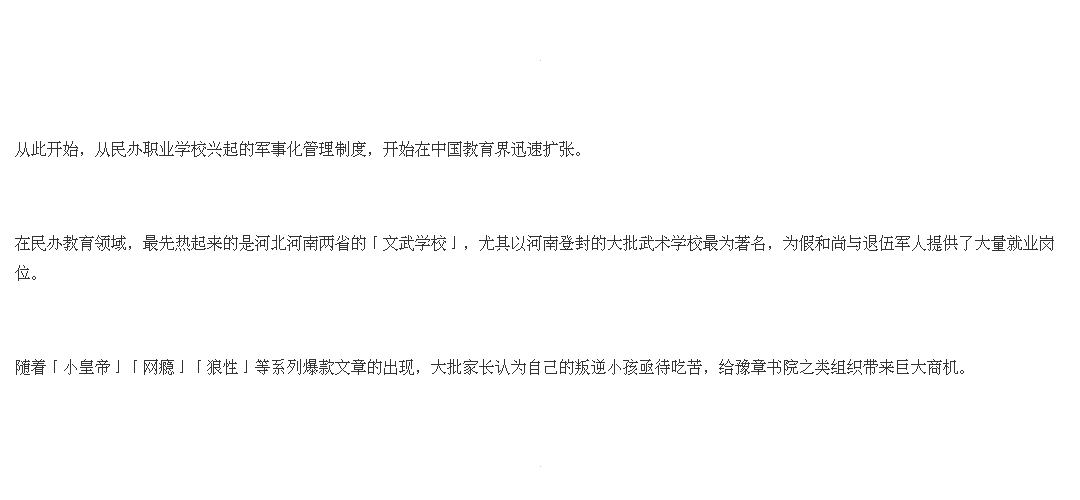 从此开始，从民办职业学校兴起的军事化管理制度，开始在中国教育界迅速扩张。
在民办教育领域，最先热起来的是河北河南两省的「文武学校」，尤其以河南登封的大批武术学校最为著名，为假和尚与退伍军人提供了大量就业岗
位。
随着「小皇帝」「网瘾」「狼性」等系列爆款文章的出现，大批家长认为自己的叛逆小孩亟待吃苦，给豫章书院之类组织带来巨大商机。